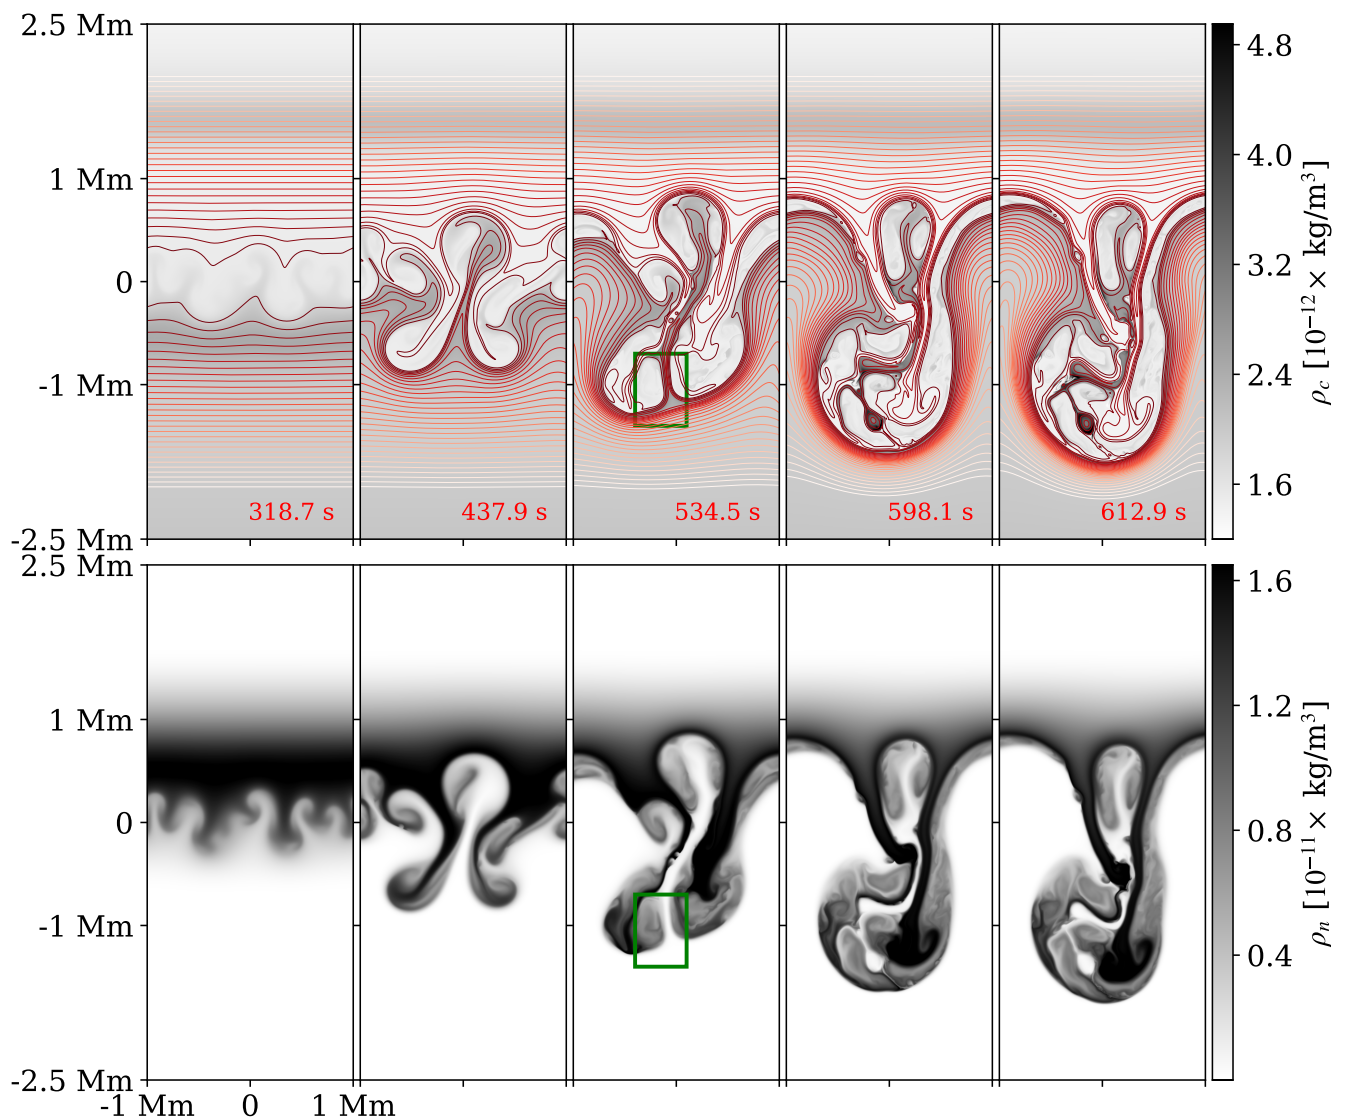 2.5 Mm
1 Mm
0
-1 Mm
-2.5 Mm
318.7 s
437.9 s
534.5 s
598.1 s
612.9 s
4.8
4.0
3.2
2.4
1.6
ρc [10−12× kg/m3]
2.5 Mm
1 Mm
0
-1 Mm
-2.5 Mm
-1 Mm
0
1 Mm
1.6
1.2
0.8
0.4
ρn [10−11× kg/m3]